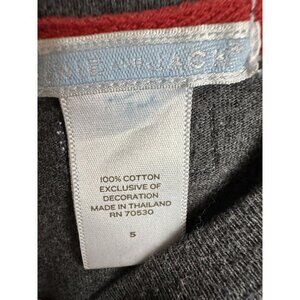 100% COTTON
EXCLUSIVE OF
DECORATION
MADE IN THAILAND
RN 70530
5